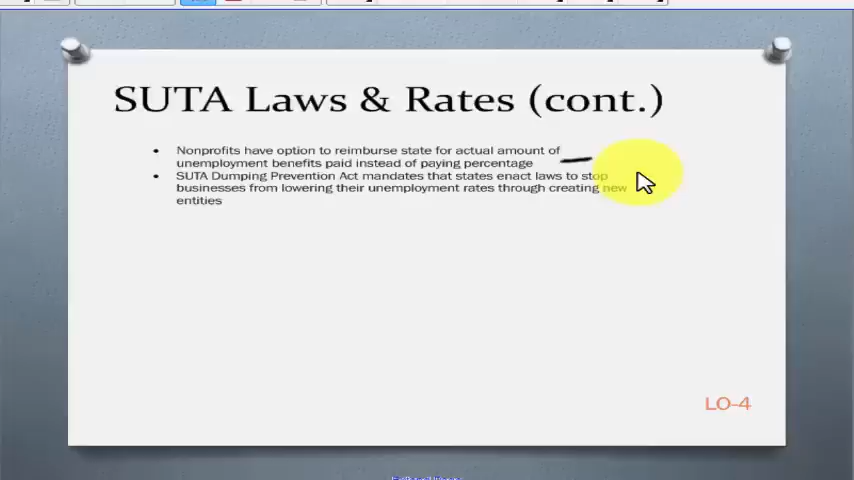 SUTA Laws & Rates (cont.)
• Nonprofits have option to reimburse state for actual amount of
unemployment benefits paid instead of paying percentage
• SUTA Dumping Prevention Act mandates that states enact laws to stop
businesses from lowering their unemployment rates through creating new
entities
LO-4